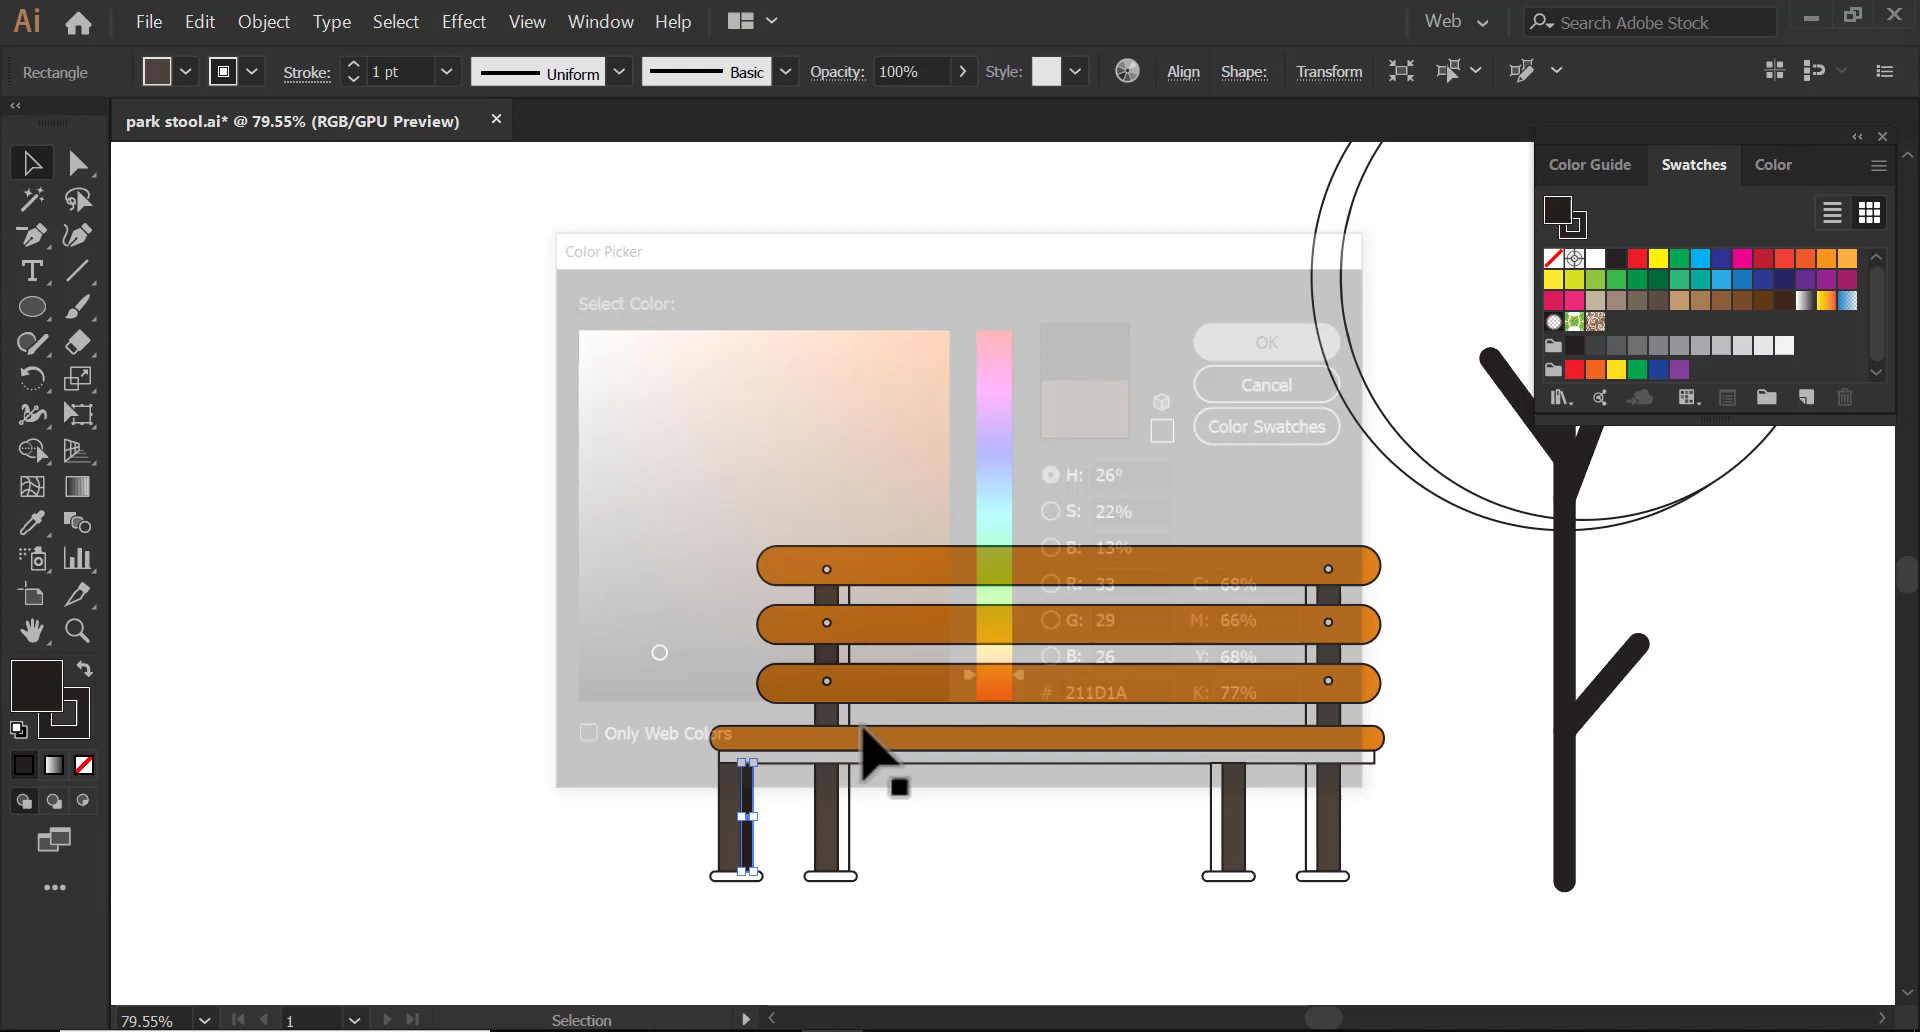 Ai File Edit Object Type Select Effect View Window Help Web Search Adobe Stock
Rectangle Stroke: 1 pt Uniform Basic Opacity: 100% Style: Align Shape: Transform
park stool.ai* @ 79.55% (RGB/GPU Preview)
Color Guide Swatches Color
Color Picker
Select Color:
OK
Cancel
Color Swatches
H: 26°
S: 22%
B: 13%
R: 33 C: 68%
G: 29 M: 66%
B: 26 Y: 68%
# 211D1A K: 77%
Only Web Colors
79.55% 1 Selection